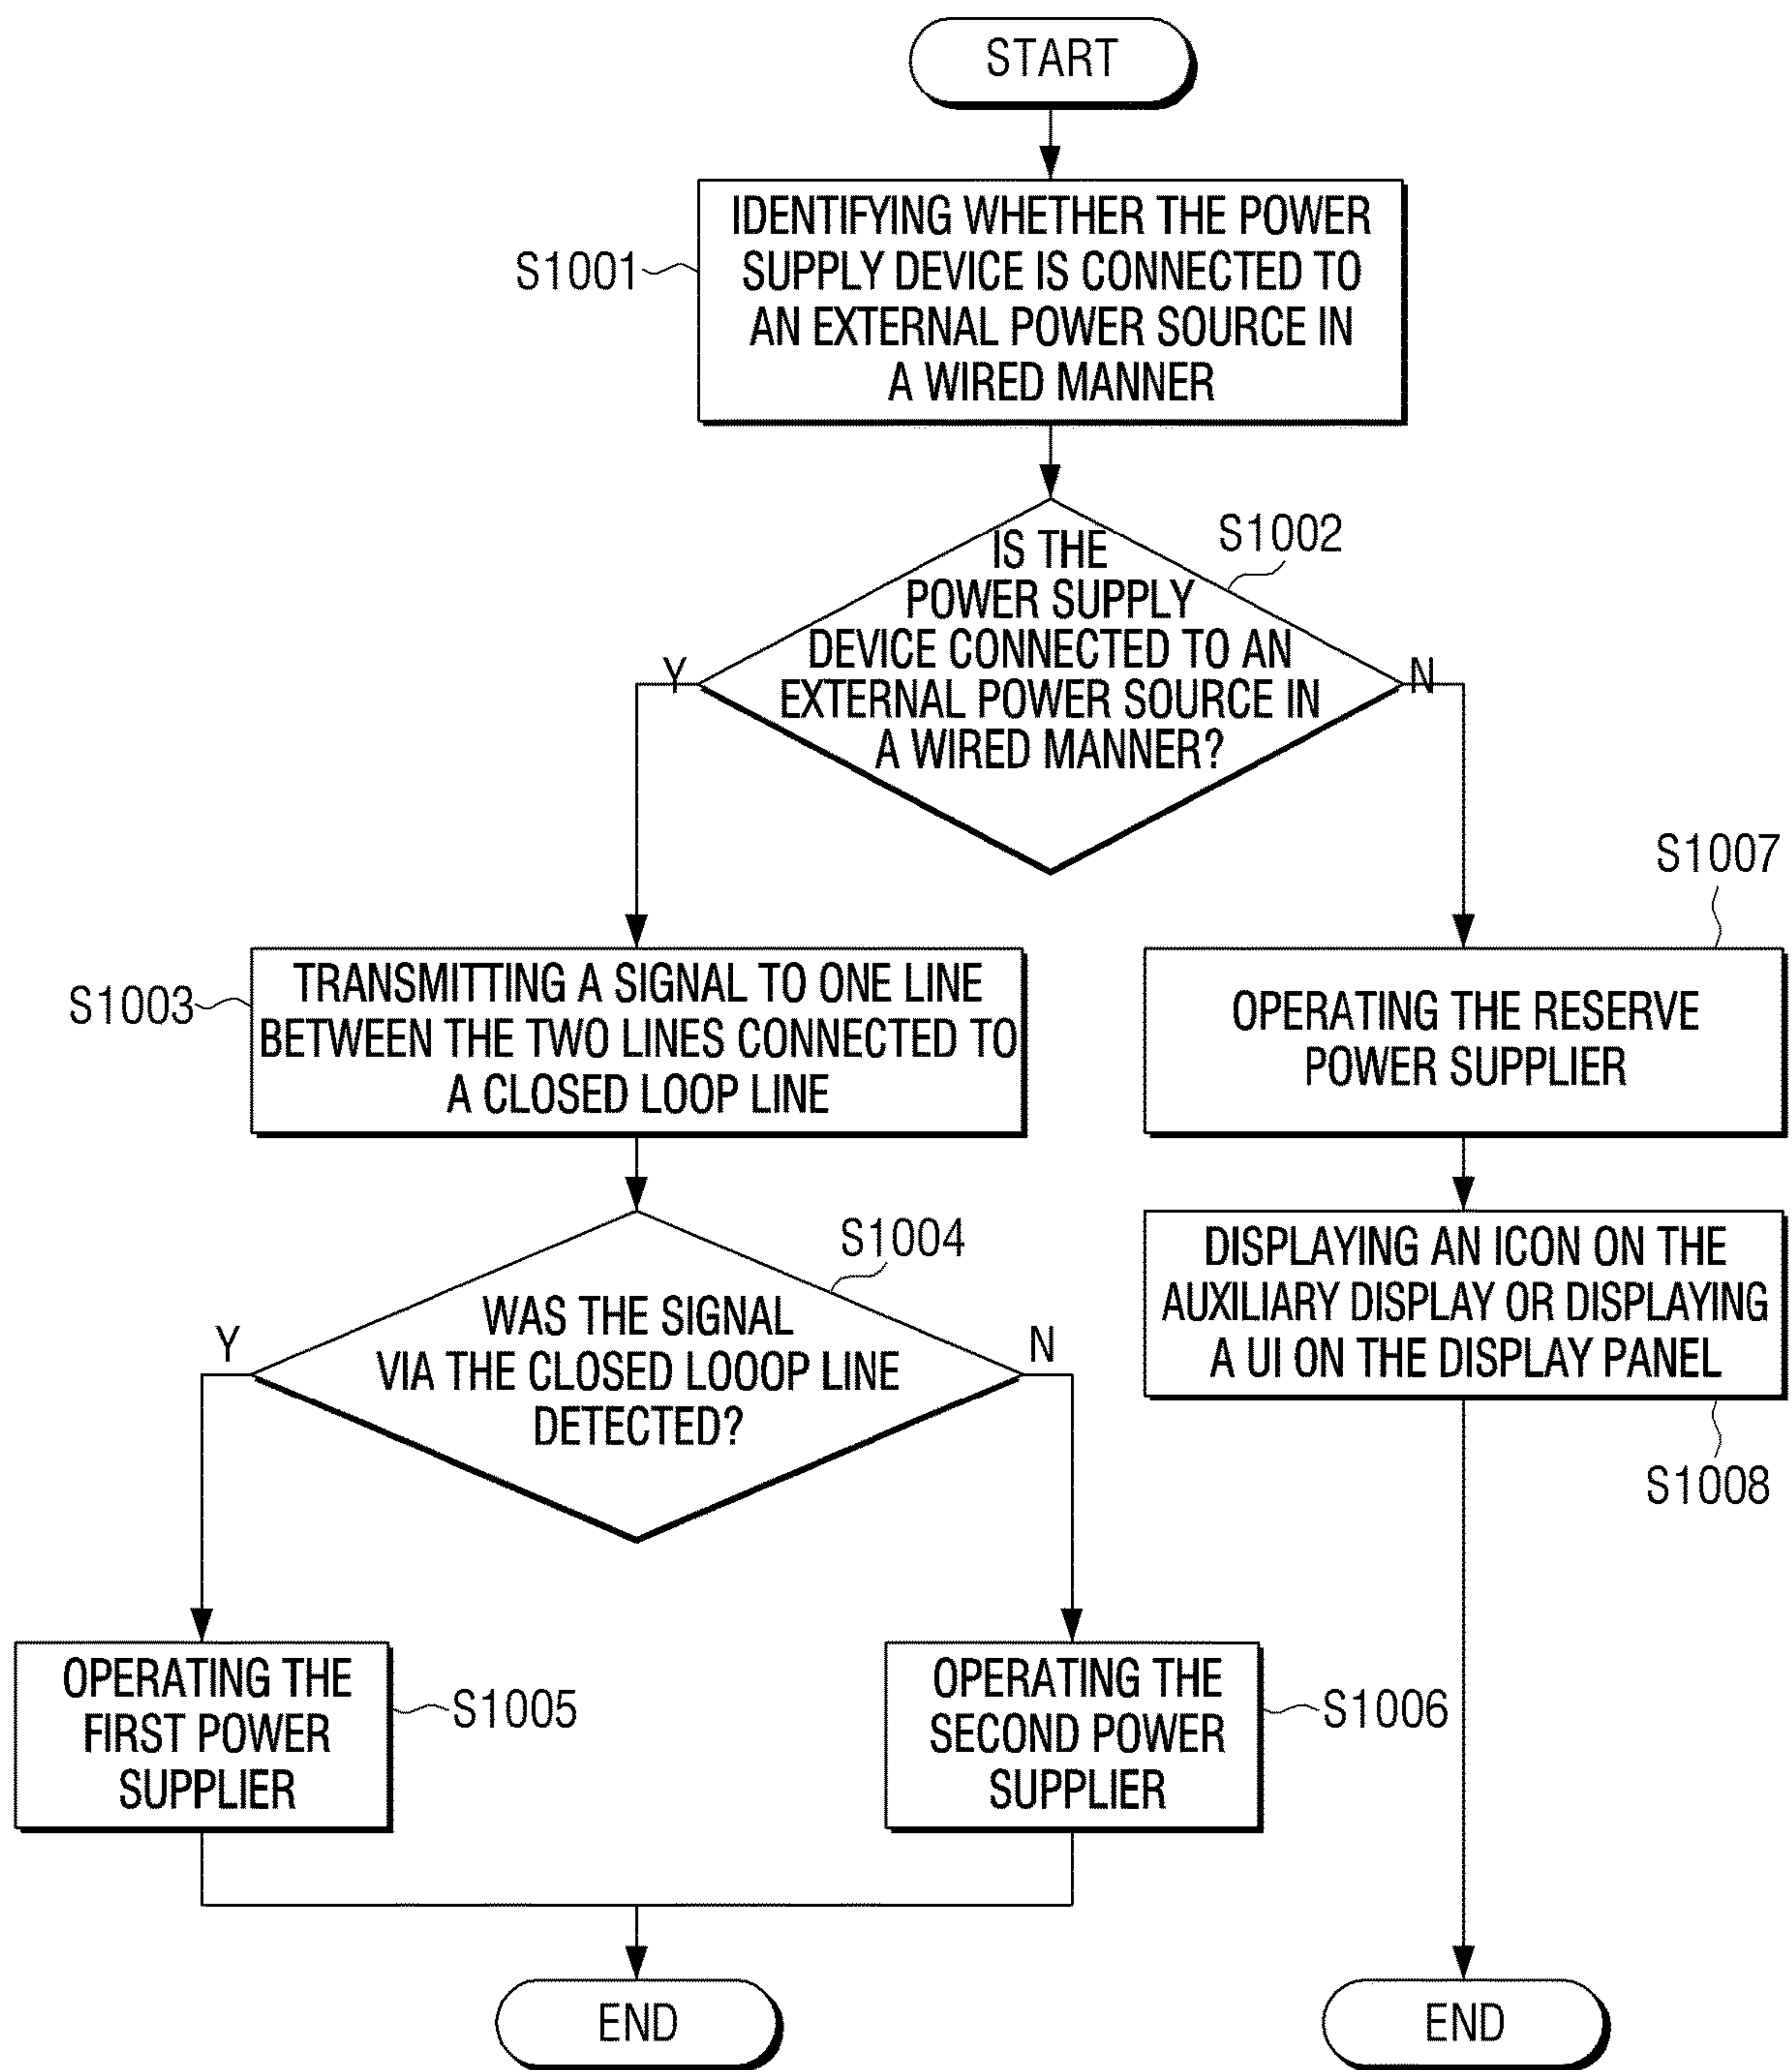 START
IDENTIFYING WHETHER THE POWER
SUPPLY DEVICE IS CONNECTED TO
AN EXTERNAL POWER SOURCE IN
A WIRED MANNER
S1001
S1002
IS THE
POWER SUPPLY
DEVICE CONNECTED TO AN
EXTERNAL POWER SOURCE IN
A WIRED MANNER?
Y
N
S1003
TRANSMITTING A SIGNAL TO ONE LINE
BETWEEN THE TWO LINES CONNECTED TO
A CLOSED LOOP LINE
S1007
OPERATING THE RESERVE
POWER SUPPLIER
S1004
WAS THE SIGNAL
VIA THE CLOSED LOOOP LINE
DETECTED?
Y
N
DISPLAYING AN ICON ON THE
AUXILIARY DISPLAY OR DISPLAYING
A UI ON THE DISPLAY PANEL
S1008
OPERATING THE
FIRST POWER
SUPPLIER
S1005
OPERATING THE
SECOND POWER
SUPPLIER
S1006
END
END